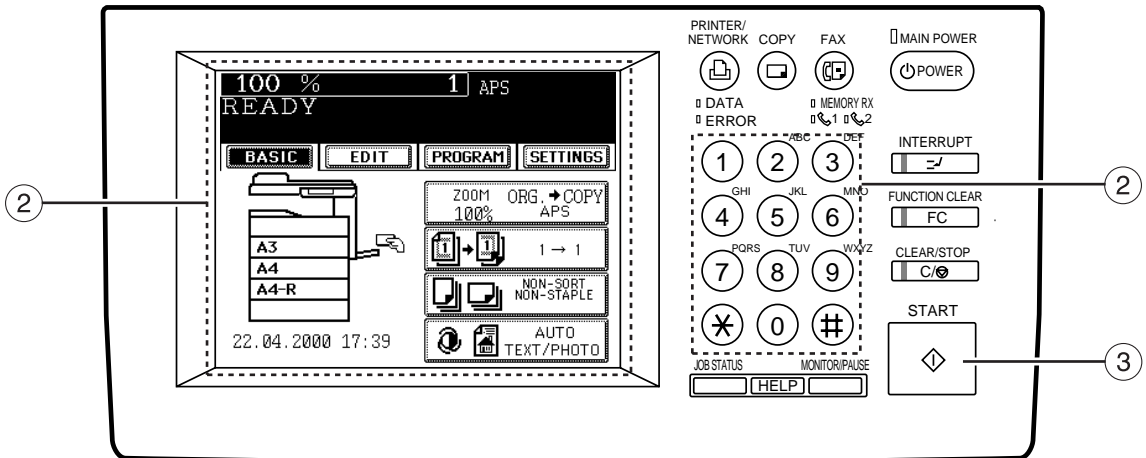 100 % 1 APS
READY
BASIC EDIT PROGRAM SETTINGS
ZOOM ORG.➔COPY
100% APS
1 ➔ 1 1 → 1
A3
A4
A4-R
NON-SORT
NON-STAPLE
22.04.2000 17:39
AUTO
TEXT/PHOTO
2
PRINTER/
NETWORK COPY FAX
MAIN POWER
POWER
DATA MEMORY RX
ERROR 1 2
ABC DEF
1 2 3
GHI JKL MNO
4 5 6
PQRS TUV WXYZ
7 8 9
* 0 #
JOB STATUS MONITOR/PAUSE
HELP
INTERRUPT
FUNCTION CLEAR
FC
CLEAR/STOP
C/
START
2
3